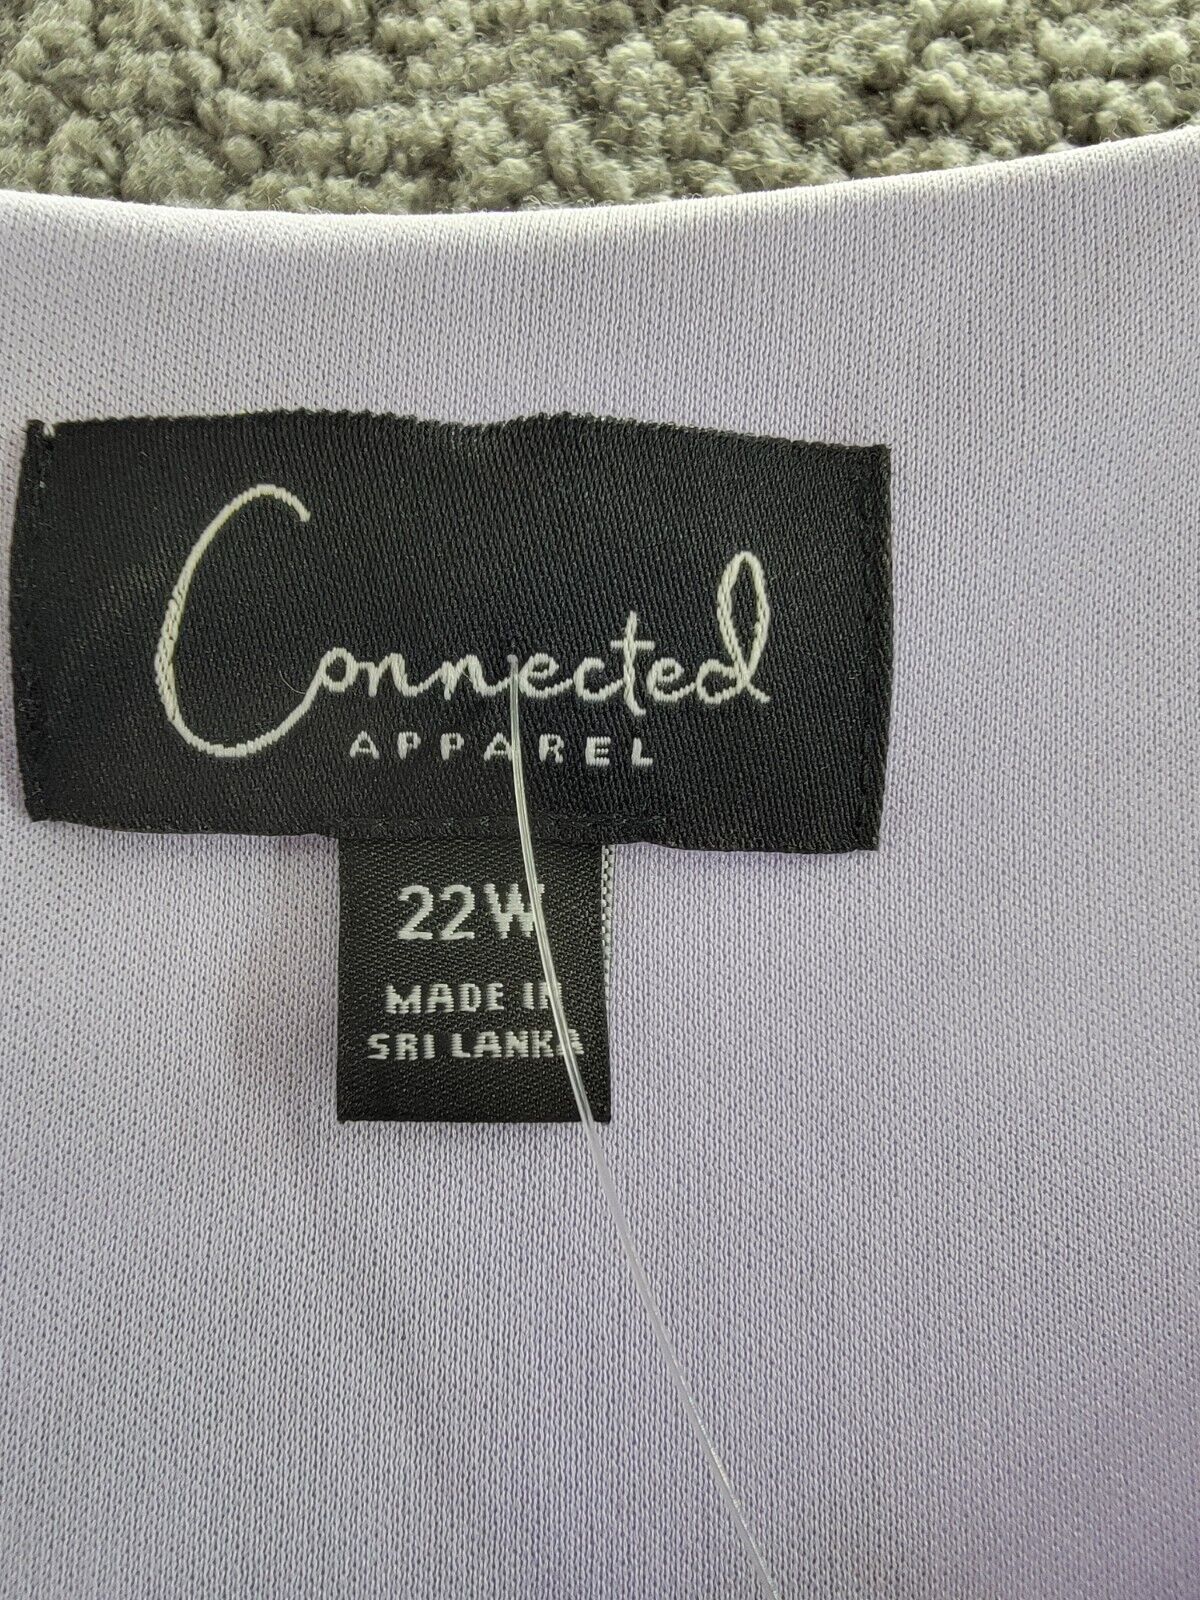 Connected
APPAREL
22W
MADE IN
SRI LANKA